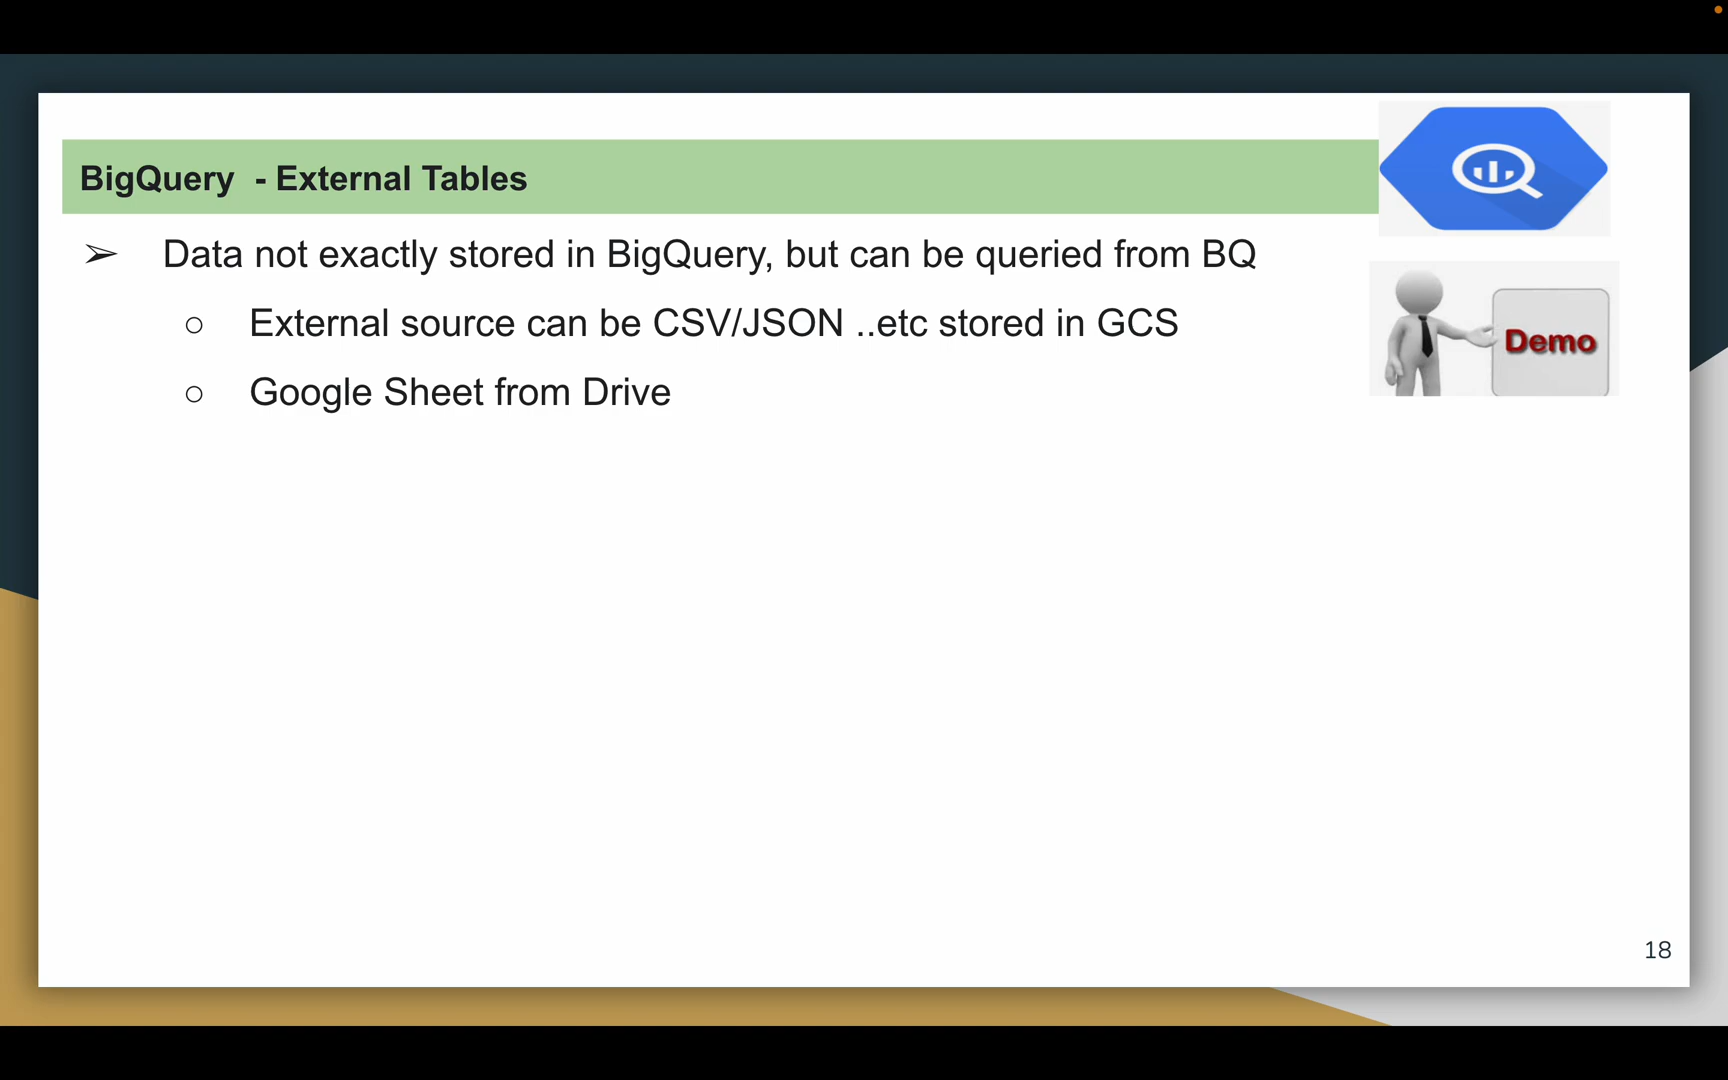 BigQuery - External Tables
➢ Data not exactly stored in BigQuery, but can be queried from BQ
○ External source can be CSV/JSON ..etc stored in GCS
Demo
○ Google Sheet from Drive
18